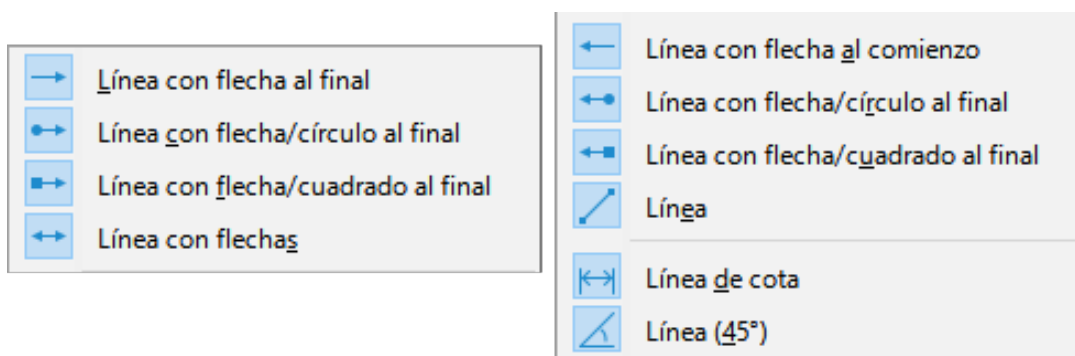 Línea con flecha al final
Línea con flecha/círculo al final
Línea con flecha/cuadrado al final
Línea con flechas
Línea con flecha al comienzo
Línea con flecha/círculo al final
Línea con flecha/cuadrado al final
Línea
Línea de cota
Línea (45°)